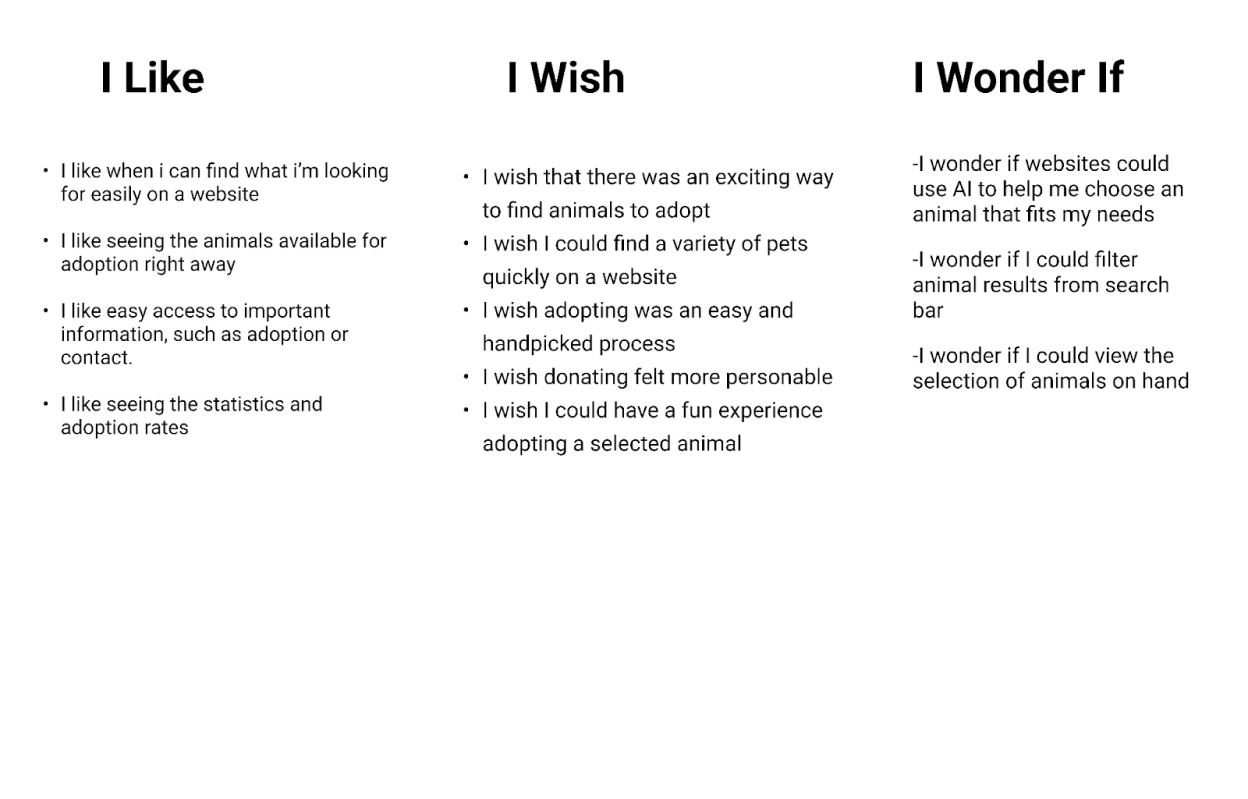 I Like
• I like when i can find what i'm looking
for easily on a website
• I like seeing the animals available for
adoption right away
• I like easy access to important
information, such as adoption or
contact.
• I like seeing the statistics and
adoption rates
I Wish
• I wish that there was an exciting way
to find animals to adopt
• I wish I could find a variety of pets
quickly on a website
• I wish adopting was an easy and
handpicked process
• I wish donating felt more personable
• I wish I could have a fun experience
adopting a selected animal
I Wonder If
-I wonder if websites could
use AI to help me choose an
animal that fits my needs
-I wonder if I could filter
animal results from search
bar
-I wonder if I could view the
selection of animals on hand